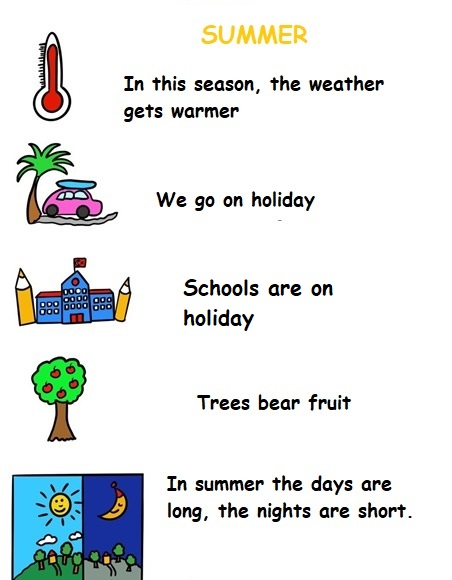 SUMMER
In this season, the weather
gets warmer
We go on holiday
Schools are on
holiday
Trees bear fruit
In summer the days are
long, the nights are short.